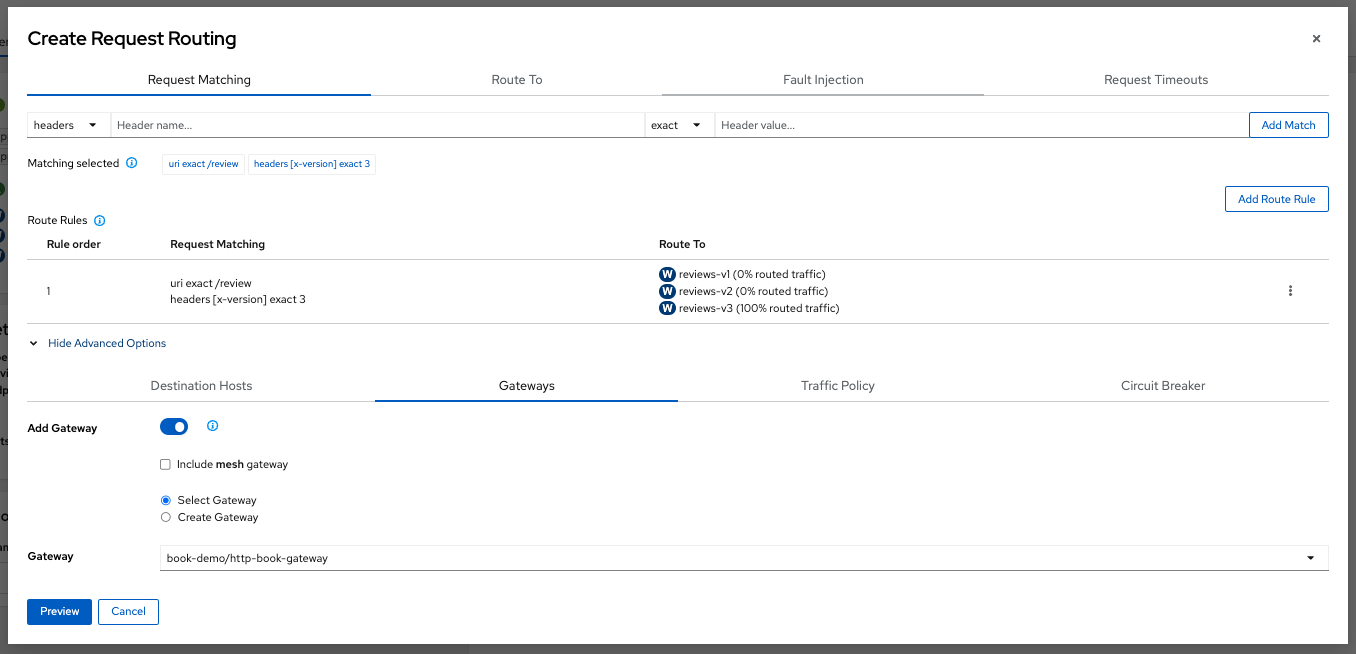 Create Request Routing
Request Matching Route To Fault Injection Request Timeouts
headers Header name... exact Header value... Add Match
Matching selected uri exact /review headers [x-version] exact 3
Add Route Rule
Route Rules
Rule order Request Matching Route To
1
uri exact /review
headers [x-version] exact 3
W reviews-v1 (0% routed traffic)
W reviews-v2 (0% routed traffic)
W reviews-v3 (100% routed traffic)
Hide Advanced Options
Destination Hosts Gateways Traffic Policy Circuit Breaker
Add Gateway
Include mesh gateway
Select Gateway
Create Gateway
Gateway book-demo/http-book-gateway
Preview Cancel